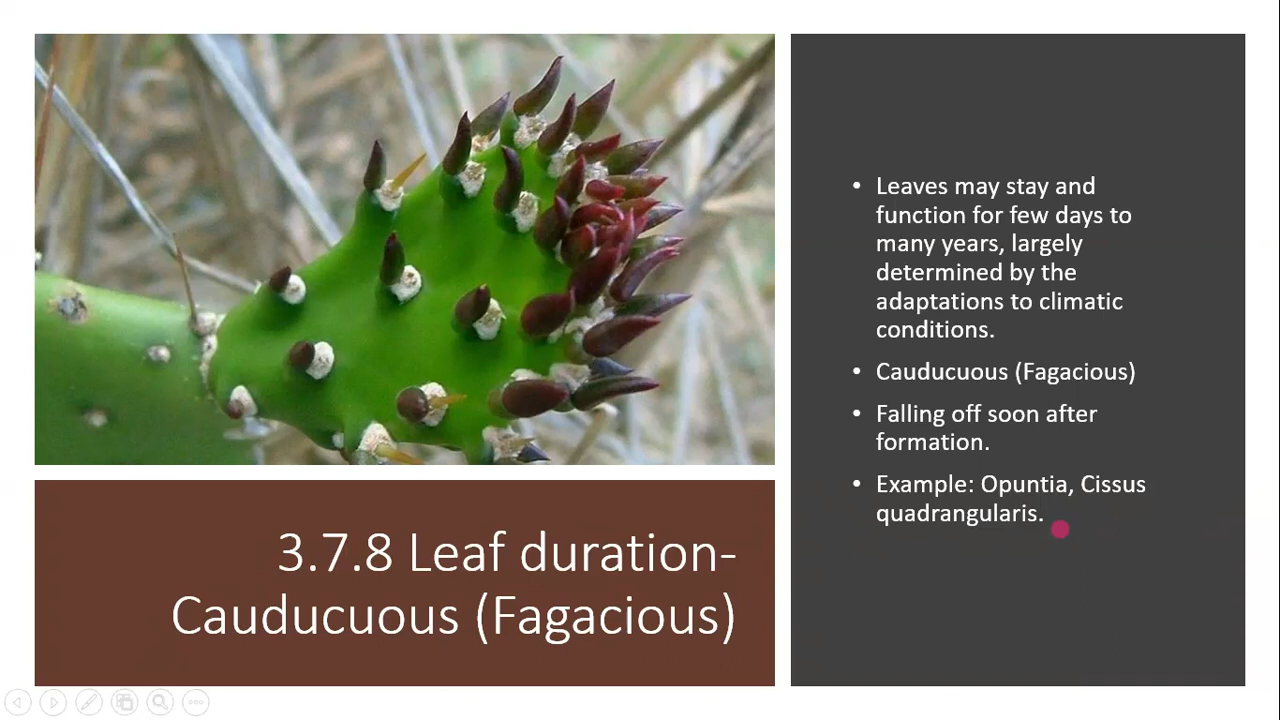 3.7.8 Leaf duration-
Cauducuous (Fagacious)
• Leaves may stay and
function for few days to
many years, largely
determined by the
adaptations to climatic
conditions.
• Cauducuous (Fagacious)
• Falling off soon after
formation.
• Example: Opuntia, Cissus
quadrangularis.